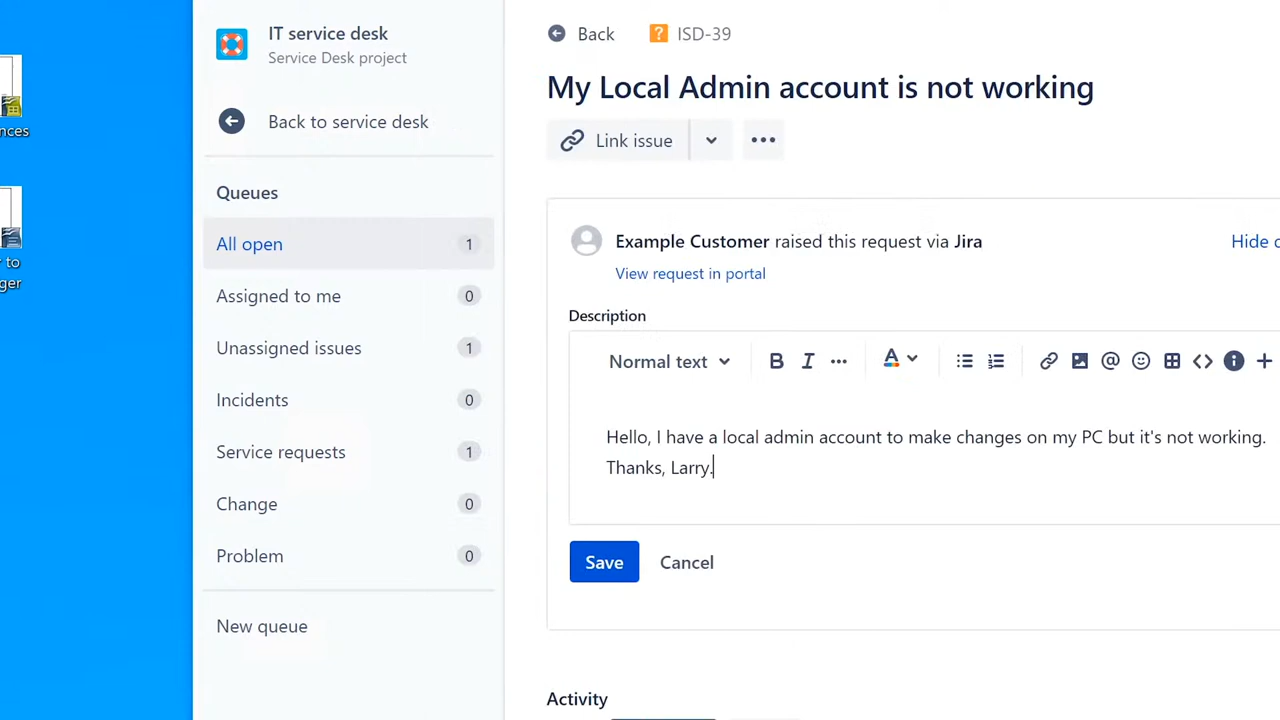 nces
r to
ger
IT service desk
Service Desk project
Back to service desk
Queues
All open 1
Assigned to me 0
Unassigned issues 1
Incidents 0
Service requests 1
Change 0
Problem 0
New queue
Back ISD-39
My Local Admin account is not working
Link issue
Example Customer raised this request via Jira
Hide
View request in portal
Description
Normal text B I A
Hello, I have a local admin account to make changes on my PC but it's not working.
Thanks, Larry.
Save Cancel
Activity